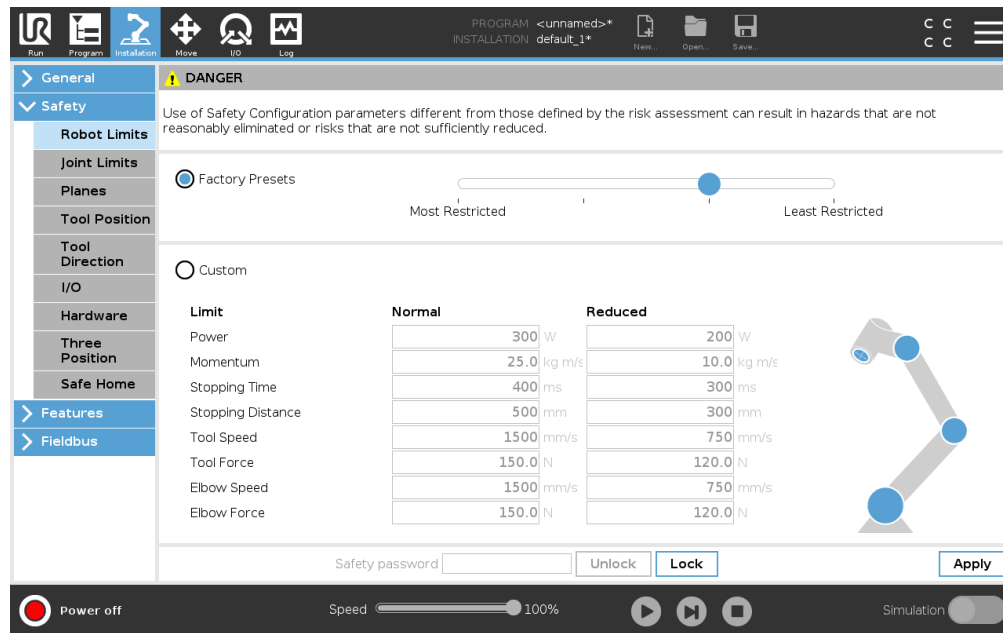 PROGRAM <unnamed>*
INSTALLATION default_1*
UR
Run
Program
Installation
Move
I/O
Log
New...
Open...
Save...
C C
C C
General
Safety
Robot Limits
Joint Limits
Planes
Tool Position
Tool
Direction
I/O
Hardware
Three
Position
Safe Home
Features
Fieldbus
DANGER
Use of Safety Configuration parameters different from those defined by the risk assessment can result in hazards that are not
reasonably eliminated or risks that are not sufficiently reduced.
Factory Presets
Most Restricted Least Restricted
Custom
Limit Normal Reduced
Power 300 W 200 W
Momentum 25.0 kg m/s 10.0 kg m/s
Stopping Time 400 ms 300 ms
Stopping Distance 500 mm 300 mm
Tool Speed 1500 mm/s 750 mm/s
Tool Force 150.0 N 120.0 N
Elbow Speed 1500 mm/s 750 mm/s
Elbow Force 150.0 N 120.0 N
Safety password Unlock Lock Apply
Power off Speed 100% Simulation